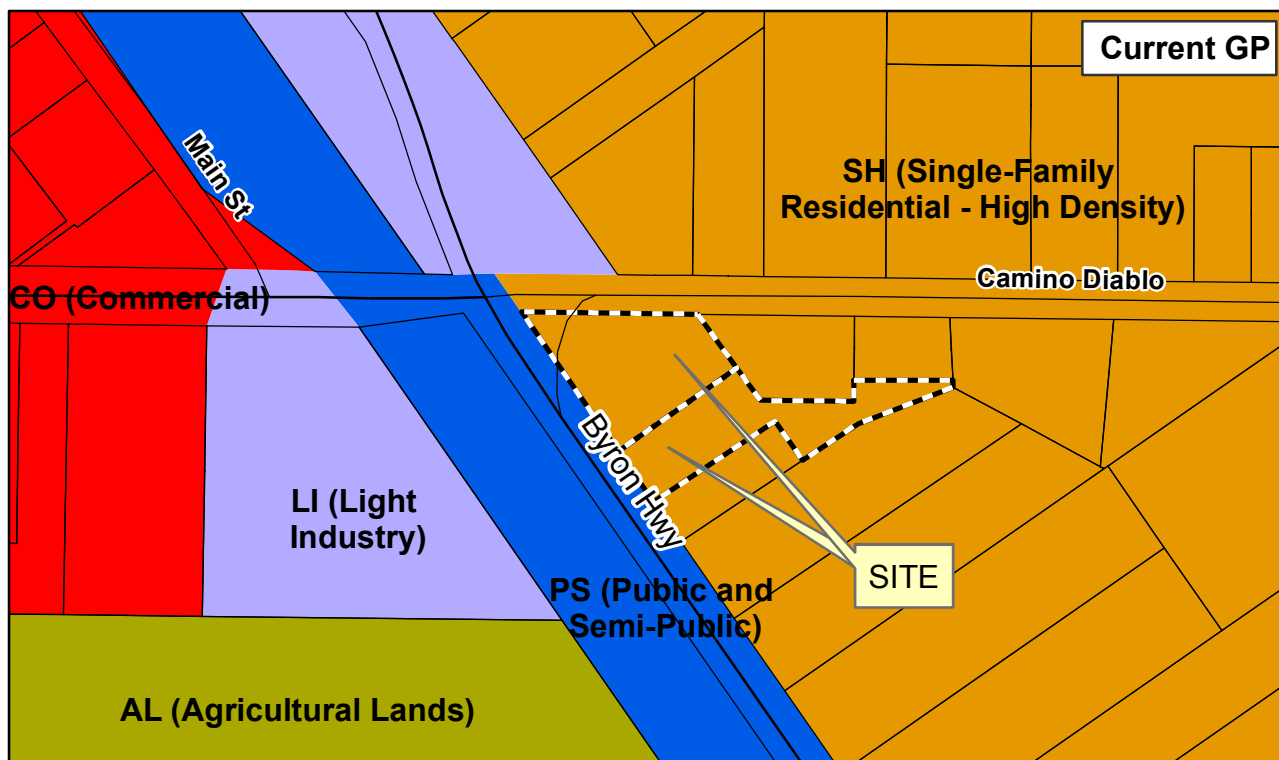 Current GP
Main St
SH (Single-Family
Residential - High Density)
Camino Diablo
CO (Commercial)
Byron Hwy
LI (Light
Industry)
SITE
PS (Public and
Semi-Public)
AL (Agricultural Lands)